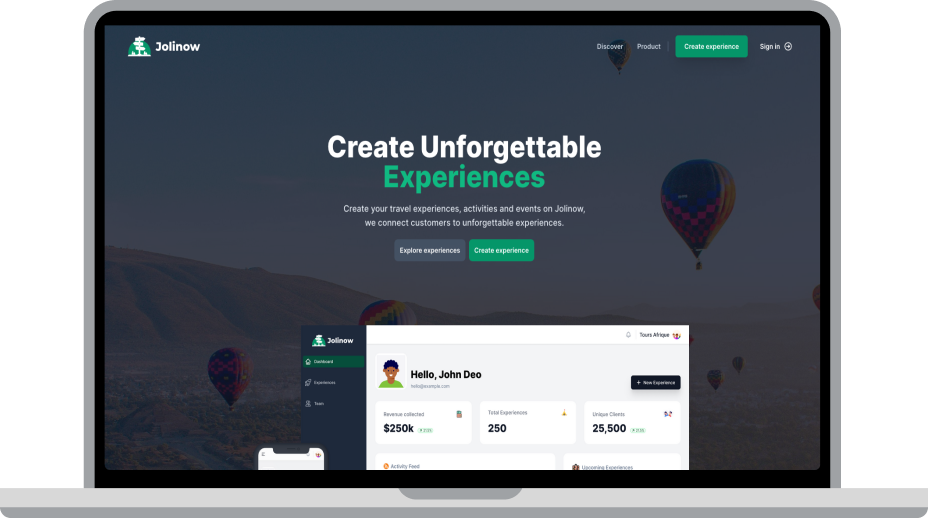 Jolinow
Discover Product Create experience Sign in
Create Unforgettable
Experiences
Create your travel experiences, activities and events on Jolinow,
we connect customers to unforgettable experiences.
Explore experiences Create experience
Jolinow
Tours Afrique
Dashboard
Experiences
Team
Hello, John Deo
hello@example.com
+ New Experience
Revenue collected
$250k
Total Experiences
250
Unique Clients
25,500
Activity Feed
Upcoming Experiences